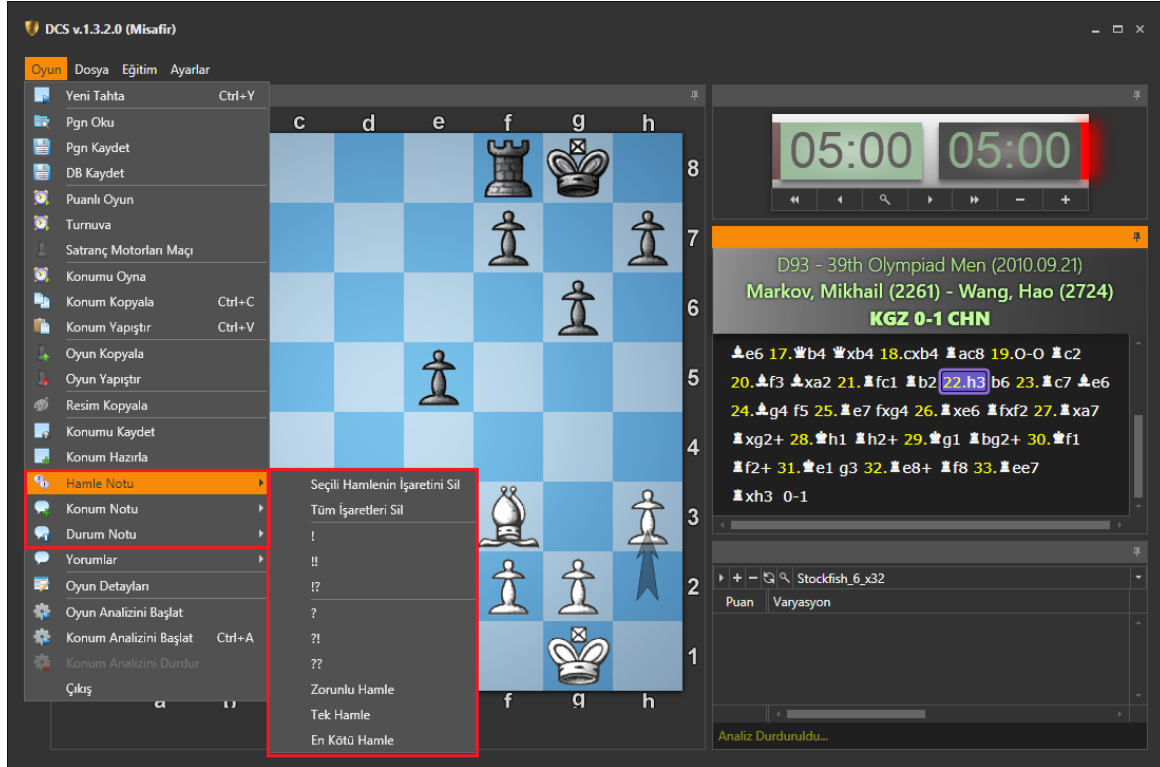 DCS v.1.3.2.0 (Misafir)
Oyun Dosya Eğitim Ayarlar
Yeni Tahta Ctrl+Y
Pgn Oku
Pgn Kaydet
DB Kaydet
Puanlı Oyun
Turnuva
Satranç Motorları Maçı
Konumu Oyna
Konum Kopyala Ctrl+C
Konum Yapıştır Ctrl+V
Oyun Kopyala
Oyun Yapıştır
Resim Kopyala
Konumu Kaydet
Konum Hazırla
Hamle Notu
Konum Notu
Durum Notu
Yorumlar
Oyun Detayları
Oyun Analizini Başlat
Konum Analizini Başlat Ctrl+A
Konum Analizini Durdur
Çıkış
Seçili Hamlenin İşaretini Sil
Tüm İşaretleri Sil
!
!!
!?
?
?!
??
Zorunlu Hamle
Tek Hamle
En Kötü Hamle
c d e f g h
8
7
6
5
4
3
2
1
f g h
05:00 05:00
D93 - 39th Olympiad Men (2010.09.21)
Markov, Mikhail (2261) - Wang, Hao (2724)
KGZ 0-1 CHN
♝e6 17.♛b4 ♛xb4 18.cxb4 ♜ac8 19.O-O ♜c2
20.♝f3 ♝xa2 21.♜fc1 ♜b2 22.h3 b6 23.♜c7 ♝e6
24.♝g4 f5 25.♜e7 fxg4 26.♜xe6 ♜fxf2 27.♜xa7
♜xg2+ 28.♚h1 ♜h2+ 29.♚g1 ♜bg2+ 30.♚f1
♜f2+ 31.♚e1 g3 32.♜e8+ ♜f8 33.♜ee7
♜xh3 0-1
Stockfish_6_x32
Puan Varyasyon
Analiz Durduruldu...